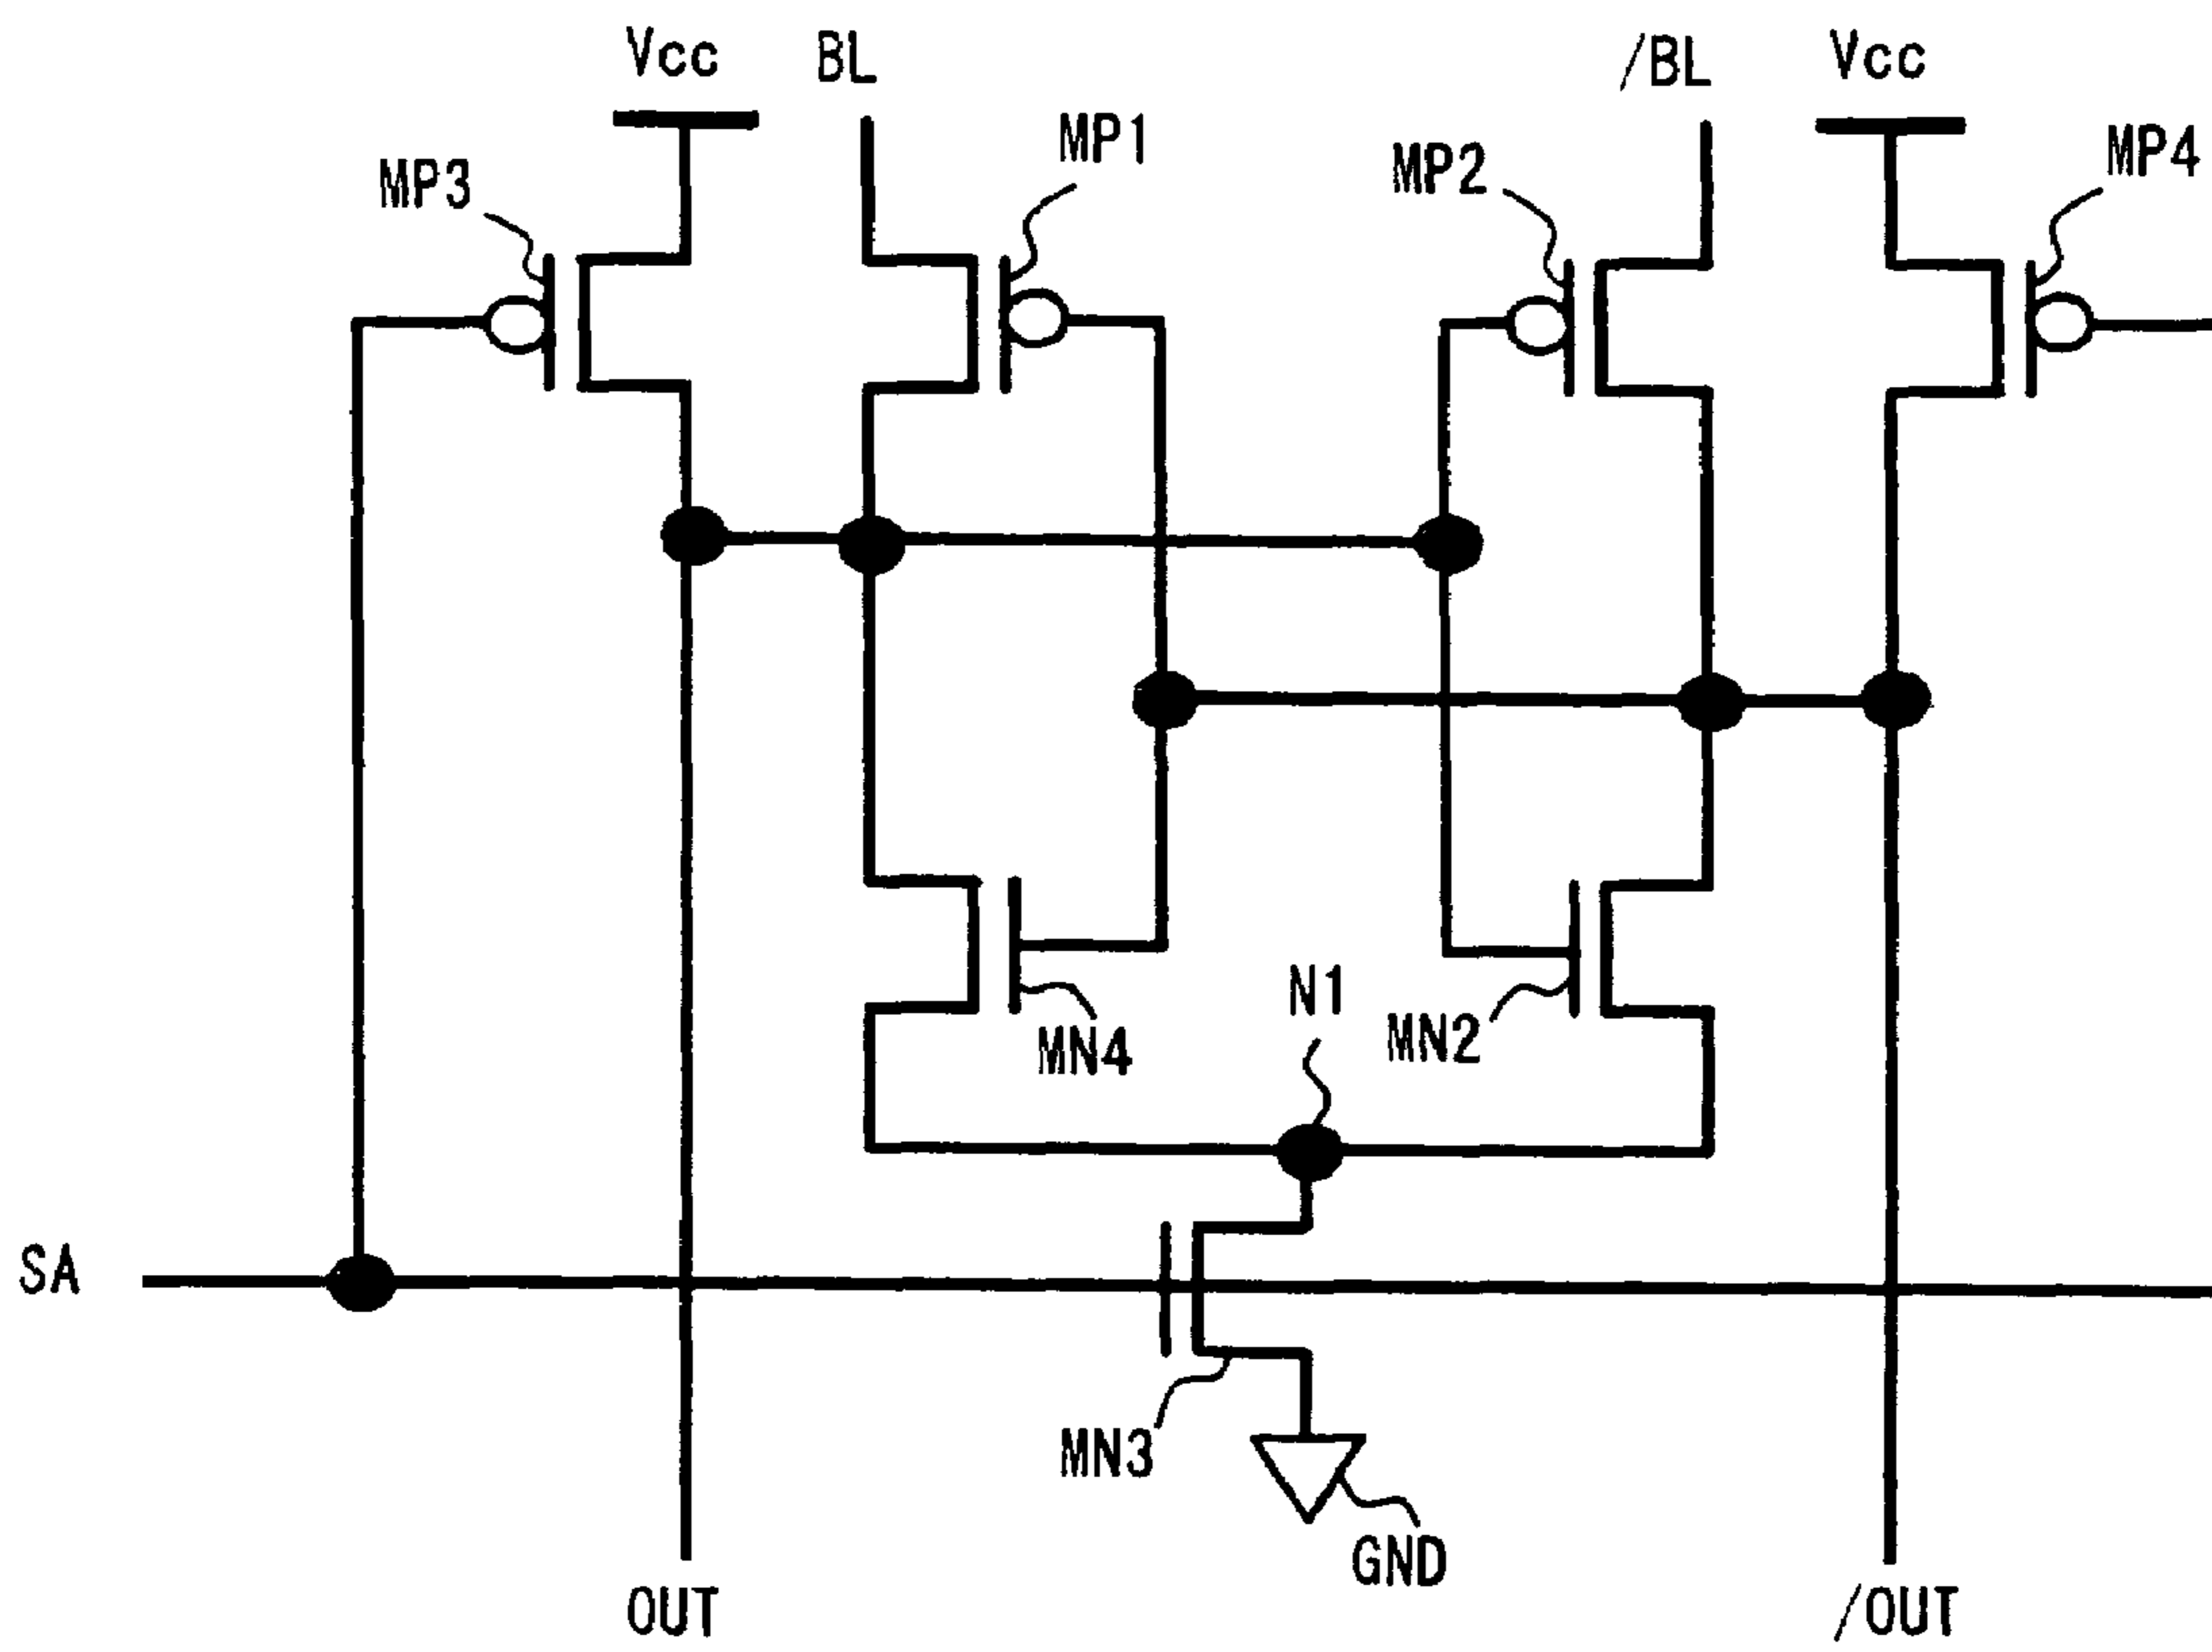 Vcc
BL
/BL
Vcc
MP3
MP1
MP2
MP4
MN4
N1
MN2
SA
MN3
GND
OUT
/OUT